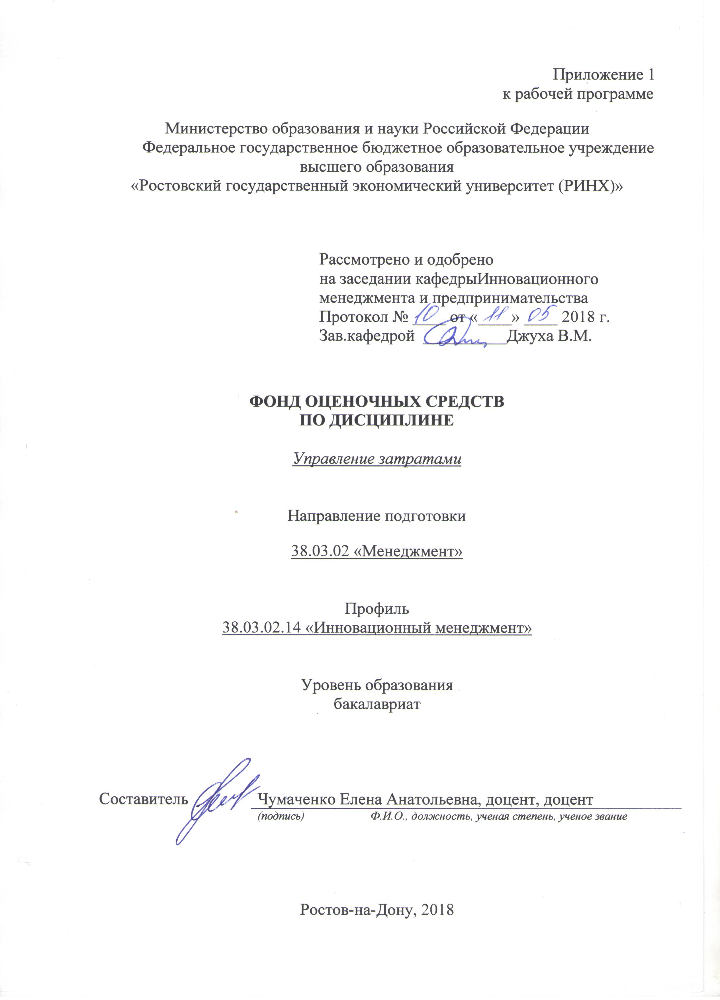 Приложение 1
к рабочей программе
Министерство образования и науки Российской Федерации
Федеральное государственное бюджетное образовательное учреждение
высшего образования
«Ростовский государственный экономический университет (РИНХ)»
Рассмотрено и одобрено
на заседании кафедрыИнновационного
менеджмента и предпринимательства
Протокол № 10 от « 11 » 05 2018 г.
Зав.кафедрой Джуха В.М.
ФОНД ОЦЕНОЧНЫХ СРЕДСТВ
ПО ДИСЦИПЛИНЕ
Управление затратами
Направление подготовки
38.03.02 «Менеджмент»
Профиль
38.03.02.14 «Инновационный менеджмент»
Уровень образования
бакалавриат
Составитель Чумаченко Елена Анатольевна, доцент, доцент
(подпись) Ф.И.О., должность, ученая степень, ученое звание
Ростов-на-Дону, 2018